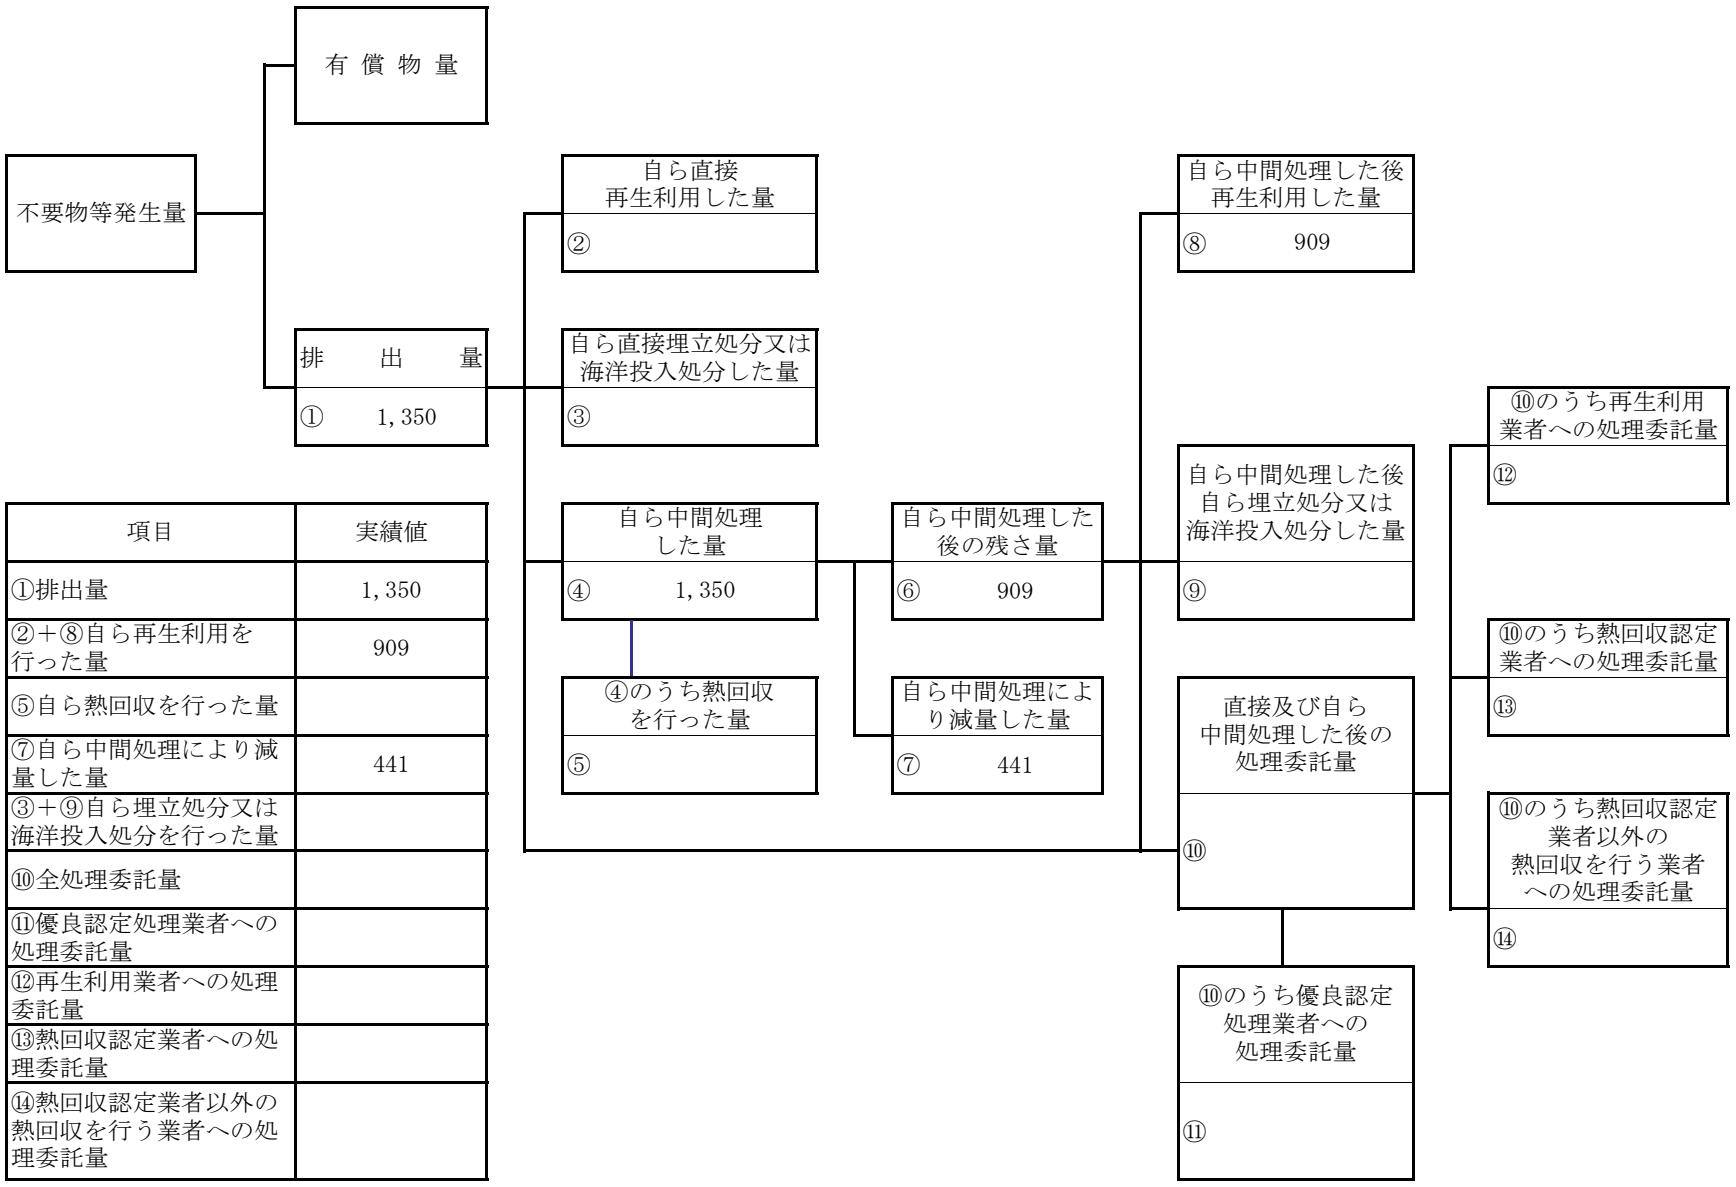 有償物量
不要物等発生量
排出量
① 1,350
自ら直接
再生利用した量
②
自ら直接埋立処分又は
海洋投入処分した量
③
自ら中間処理
した量
④ 1,350
④のうち熱回収
を行った量
⑤
自ら中間処理した
後の残さ量
⑥ 909
自ら中間処理によ
り減量した量
⑦ 441
自ら中間処理した後
再生利用した量
⑧ 909
自ら中間処理した後
自ら埋立処分又は
海洋投入処分した量
⑨
直接及び自ら
中間処理した後の
処理委託量
⑩
⑩のうち優良認定
処理業者への
処理委託量
⑪
⑩のうち再生利用
業者への処理委託量
⑫
⑩のうち熱回収認定
業者への処理委託量
⑬
⑩のうち熱回収認定
業者以外の
熱回収を行う業者
への処理委託量
⑭
項目 実績値
①排出量 1,350
②+⑧自ら再生利用を
行った量 909
⑤自ら熱回収を行った量
⑦自ら中間処理により減
量した量 441
③+⑨自ら埋立処分又は
海洋投入処分を行った量
⑩全処理委託量
⑪優良認定処理業者への
処理委託量
⑫再生利用業者への処理
委託量
⑬熱回収認定業者への処
理委託量
⑭熱回収認定業者以外の
熱回収を行う業者への処
理委託量